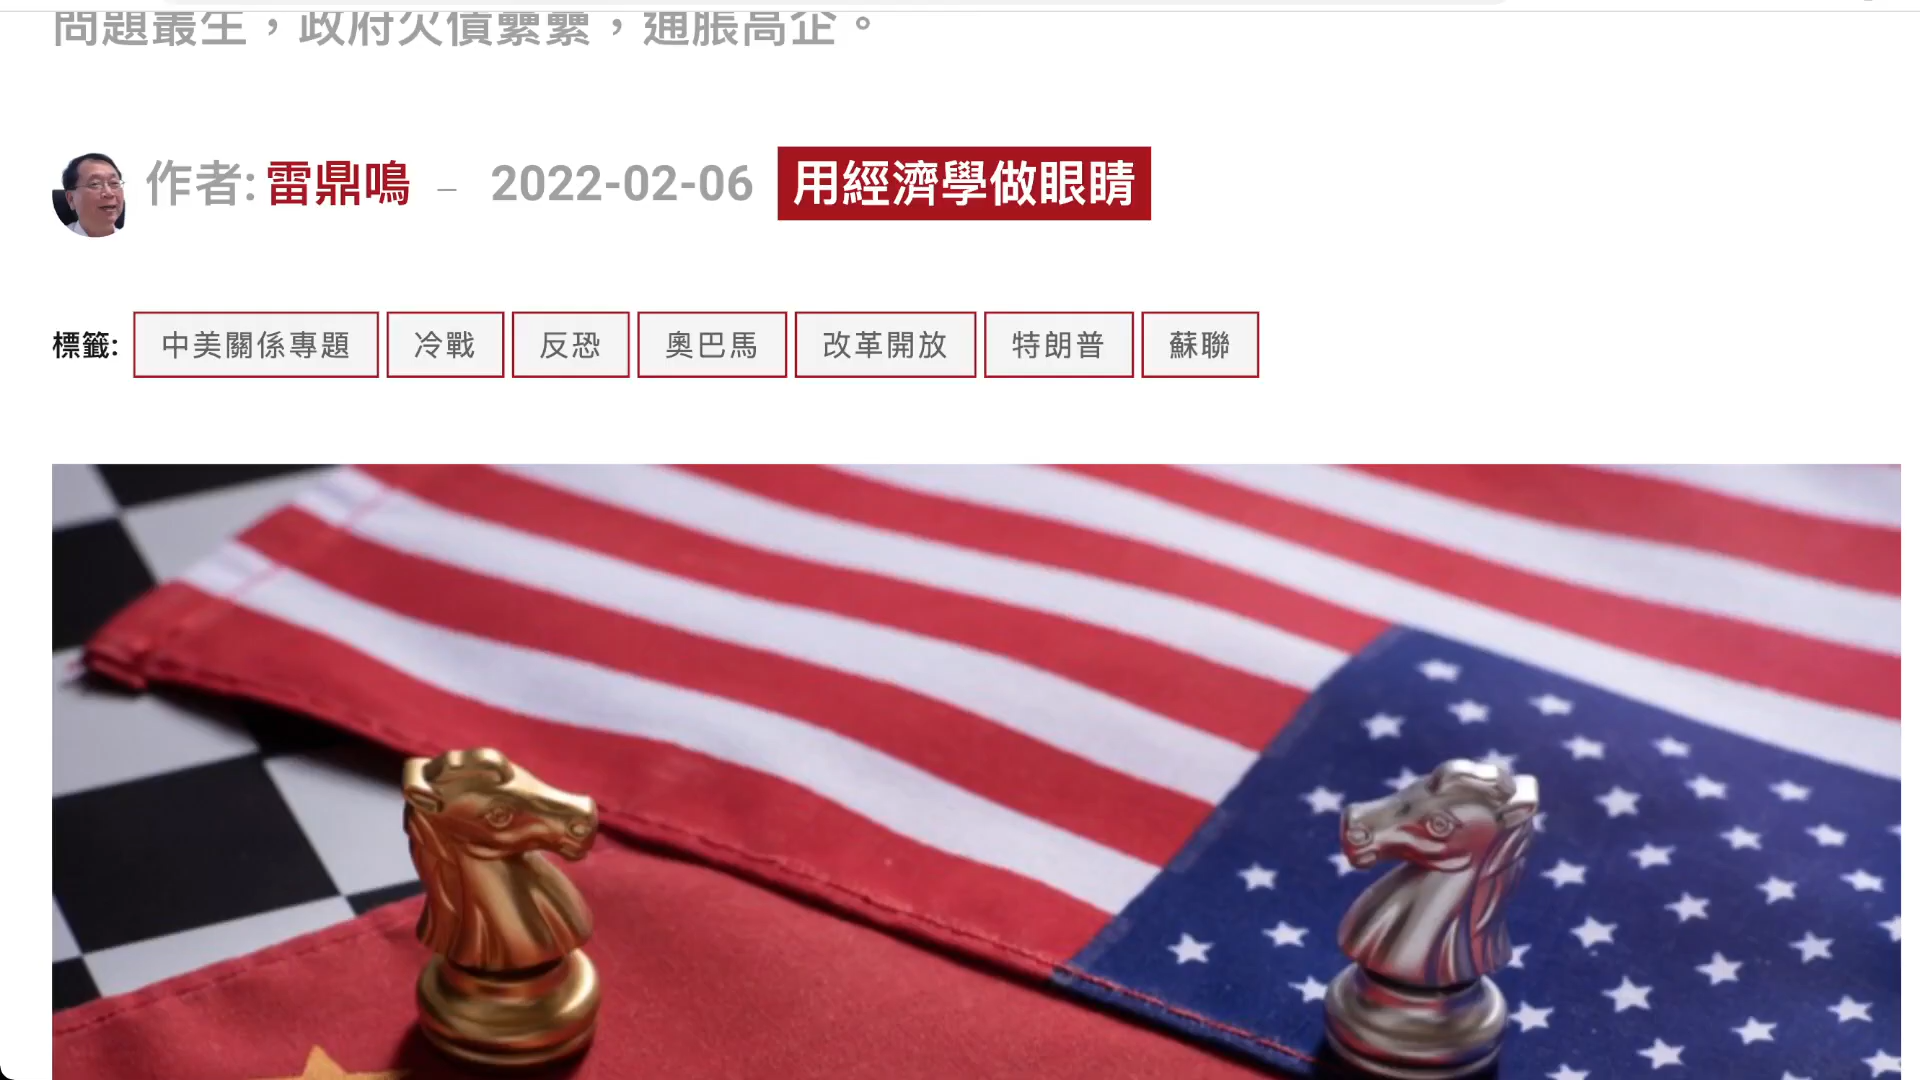 問題叢生，政府欠債纍纍，通脹高企。
作者: 雷鼎鳴 — 2022-02-06 用經濟學做眼睛
標籤: 中美關係專題 冷戰 反恐 奧巴馬 改革開放 特朗普 蘇聯